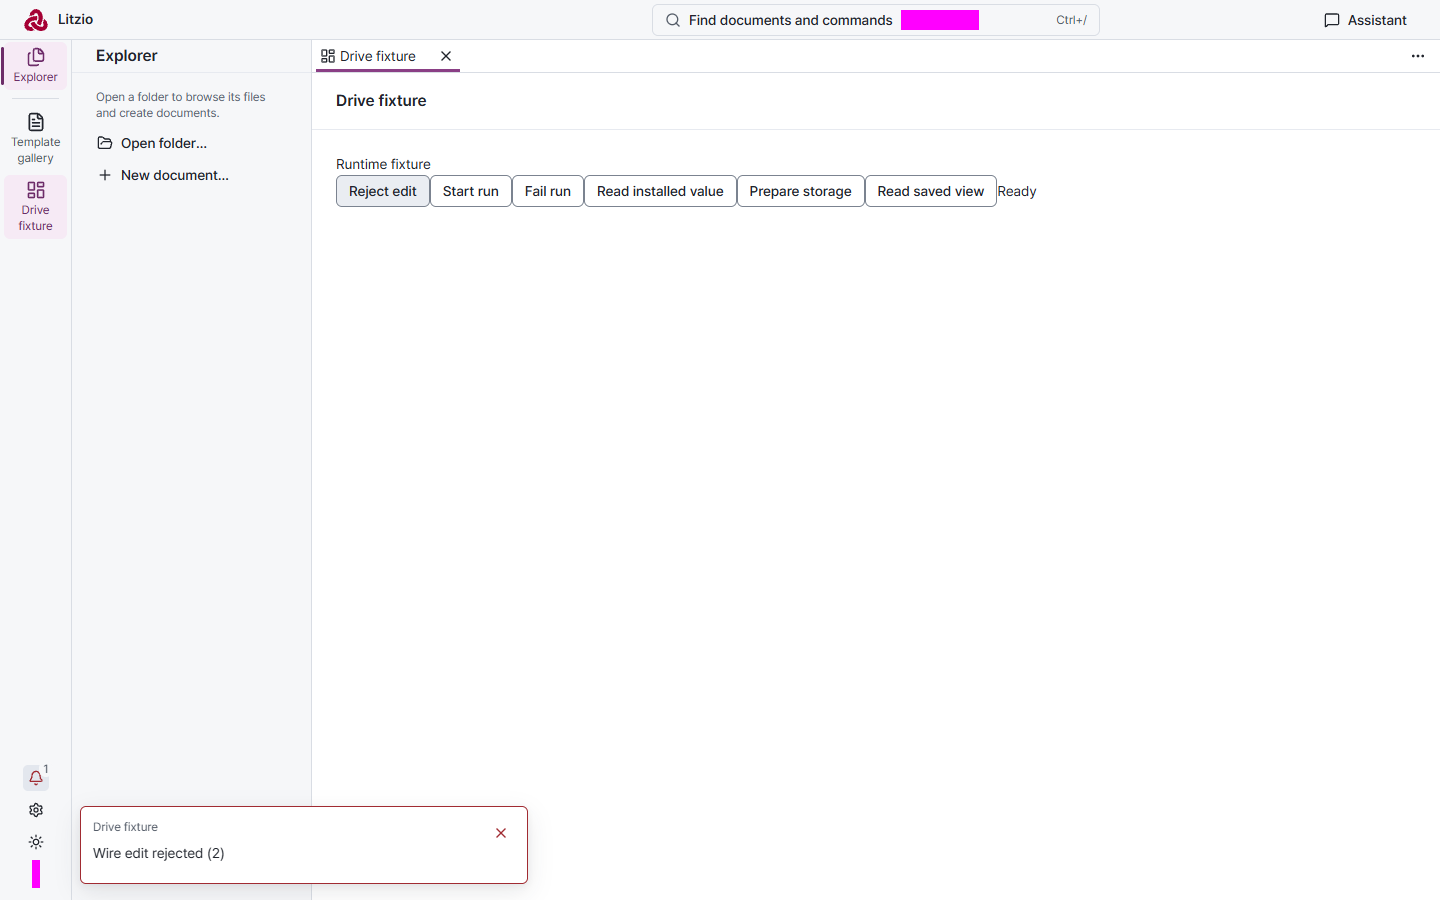 Litzio
Find documents and commands
Ctrl+/
Assistant
Explorer
Template
gallery
Drive
fixture
1
Explorer
Open a folder to browse its files
and create documents.
Open folder...
New document...
Drive fixture
Drive fixture
Runtime fixture
Reject edit
Start run
Fail run
Read installed value
Prepare storage
Read saved view
Ready
Drive fixture
Wire edit rejected (2)